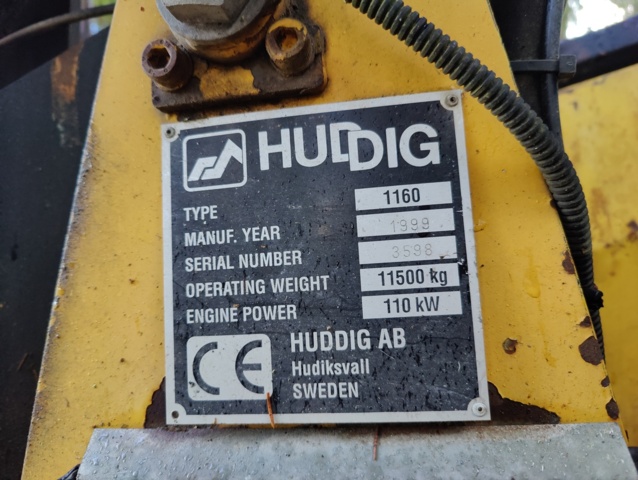 HUDDIG
TYPE 1160
MANUF. YEAR 1999
SERIAL NUMBER 3598
OPERATING WEIGHT 11500 kg
ENGINE POWER 110 kW
CE HUDDIG AB
Hudiksvall
SWEDEN